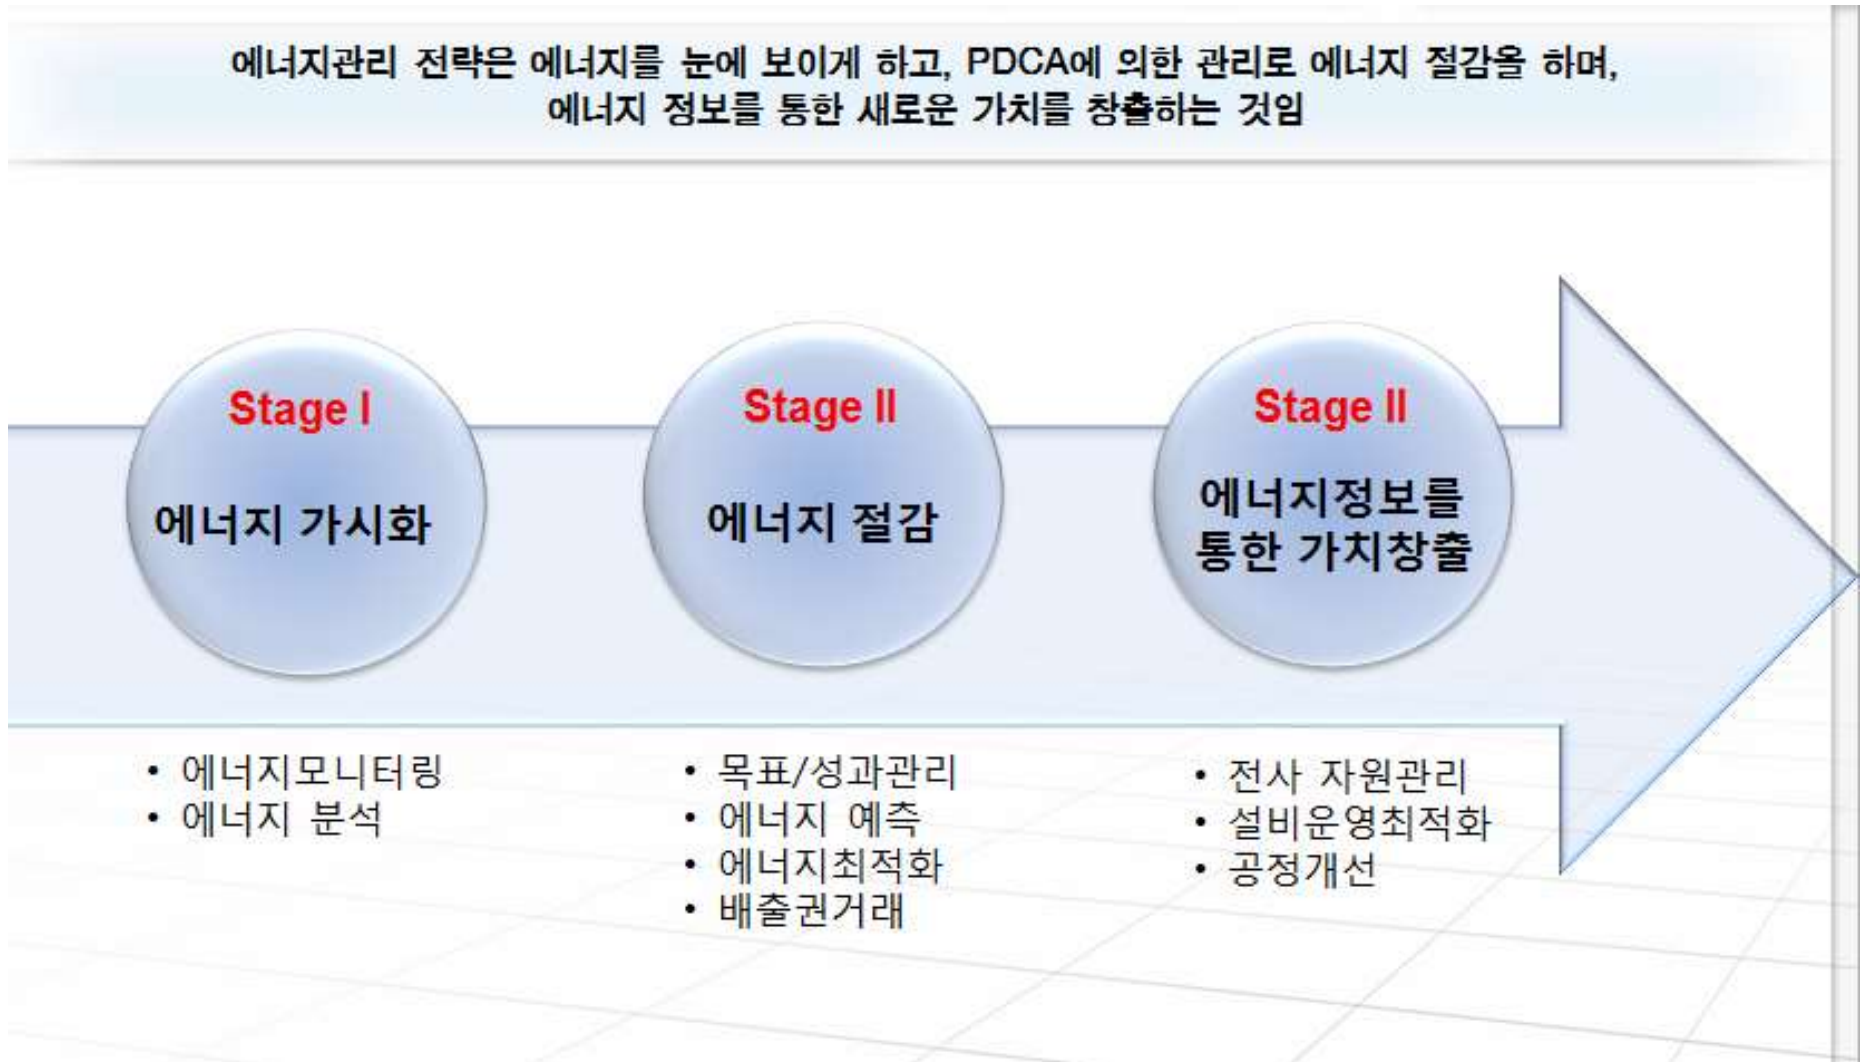 에너지관리 전략은 에너지를 눈에 보이게 하고, PDCA에 의한 관리로 에너지 절감을 하며,
에너지 정보를 통한 새로운 가치를 창출하는 것임
Stage I
에너지 가시화
Stage II
에너지 절감
Stage II
에너지정보를
통한 가치창출
• 에너지모니터링
• 에너지 분석
• 목표/성과관리
• 에너지 예측
• 에너지최적화
• 배출권거래
• 전사 자원관리
• 설비운영최적화
• 공정개선